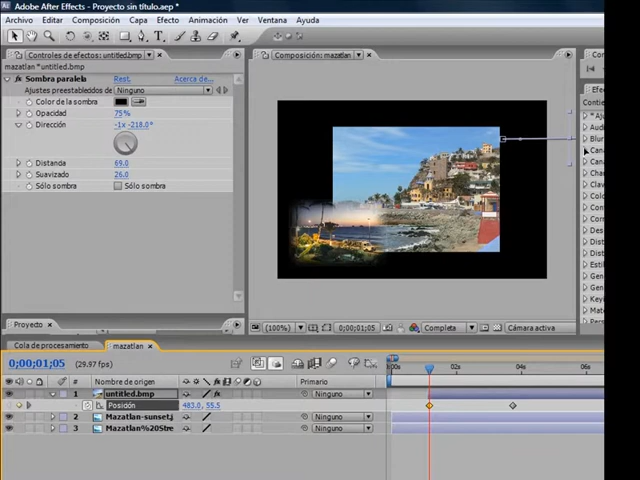 Adobe After Effects - Proyecto sin título.aep *
Archivo Editar Composición Capa Efecto Animación Ver Ventana Ayuda
Controles de efectos: untitled.bmp
Composición: mazatlan
mazatlan * untitled.bmp
Sombra paralela Rest. Acerca de...
Ajustes preestableddos de Ninguno
Color de la sombra
Opacidad 75%
Dirección -1x -218.0°
Distancia 69.0
Suavizado 26.0
Sólo sombra Sólo sombra
Proyecto
(100%) 0;00;01;05 Completa Cámara activa
Cola de procesamiento mazatlan
0;00;01;05 (29.97 fps)
# Nombre de origen Primario
02s 04s
1 untitled.bmp Ninguno
Posición 483.0, 55.5
2 Mazatlan-sunset. Ninguno
3 Mazatlan%20Stre Ninguno